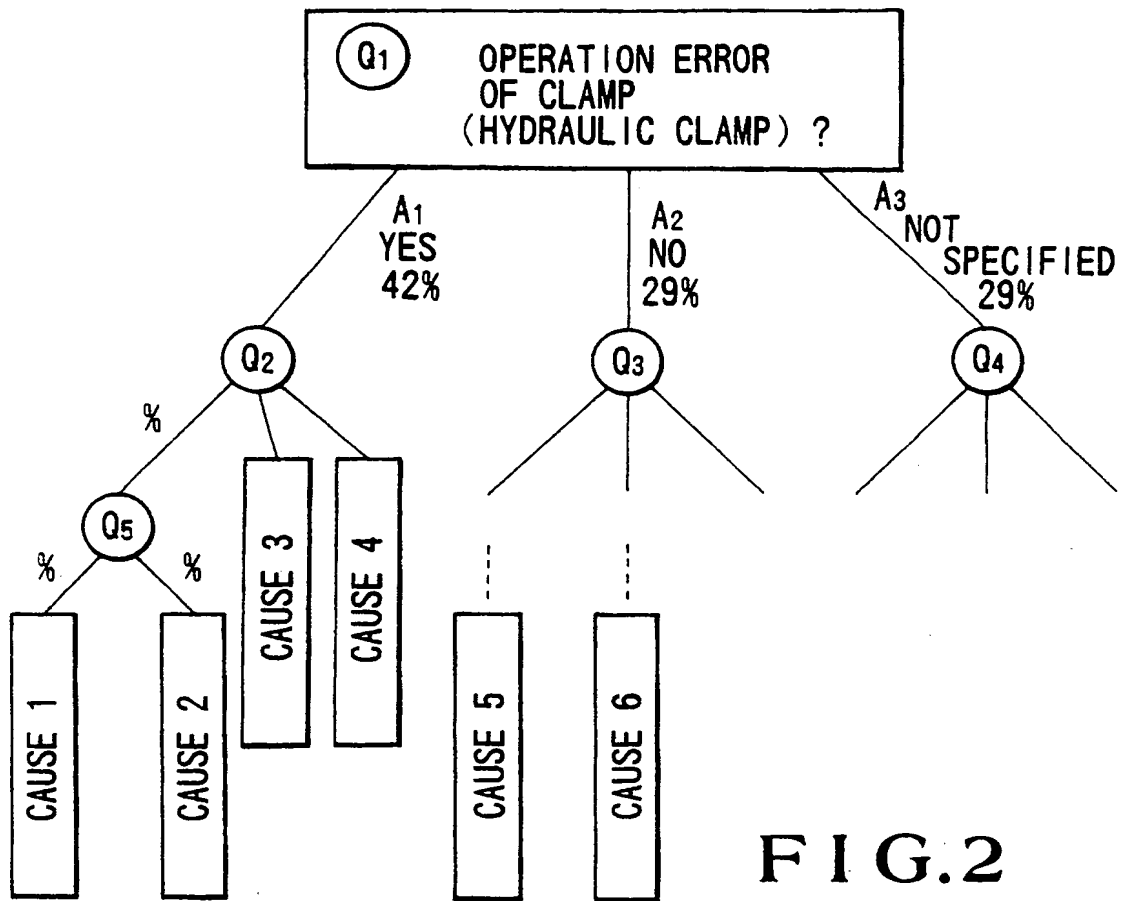 Q1 OPERATION ERROR
OF CLAMP
(HYDRAULIC CLAMP) ?
A1
YES
42%
A2
NO
29%
A3
NOT
SPECIFIED
29%
Q2
Q3
Q4
%
Q5
%
%
CAUSE 1
CAUSE 2
CAUSE 3
CAUSE 4
CAUSE 5
CAUSE 6
FIG.2